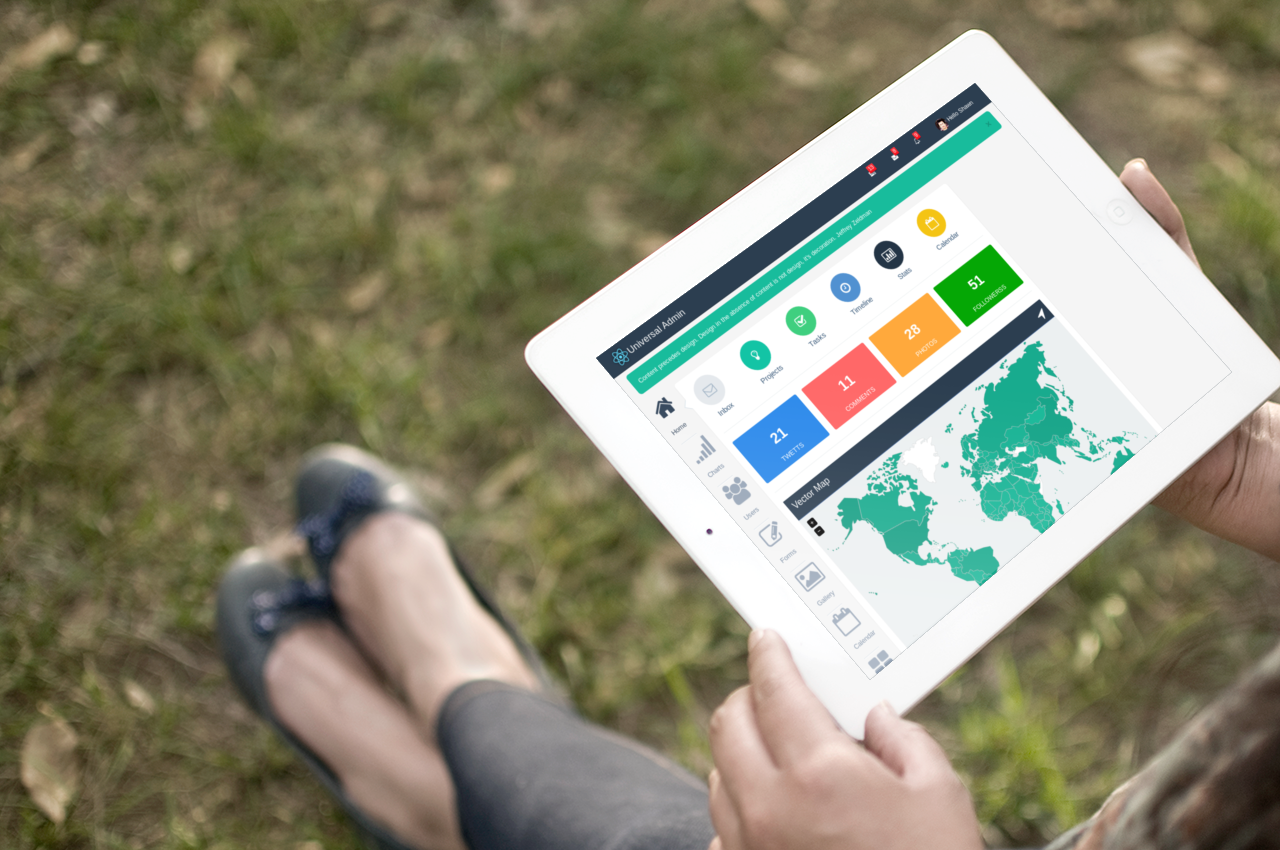 Universal Admin
Hello Shawn
Content precedes design. Design in the absence of content is not design, it's decoration. Jeffrey Zeldman
Home
Charts
Users
Forms
Gallery
Calendar
Inbox
Projects
Tasks
Timeline
Stats
Calendar
21
TWETTS
11
COMMENTS
28
PHOTOS
51
FOLLOWERSS
Vector Map